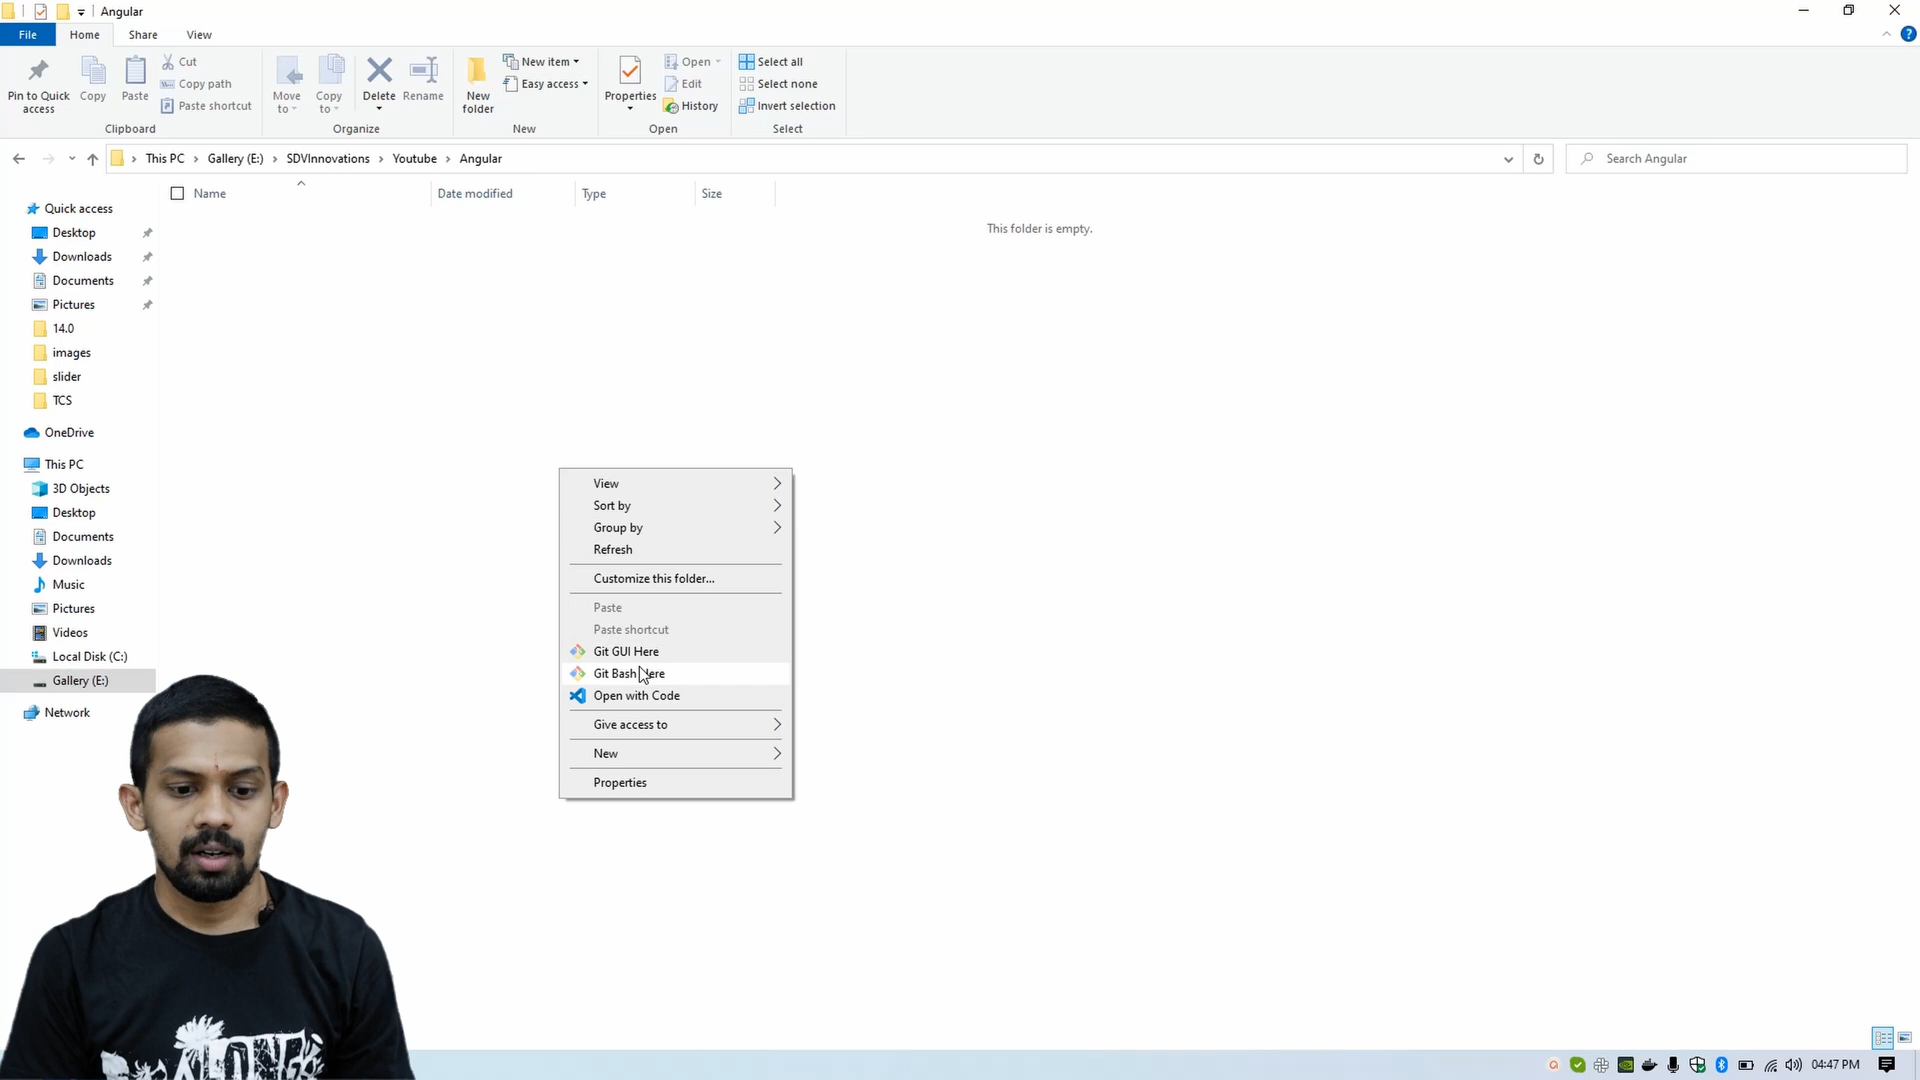 Angular
File
Home
Share
View
Pin to Quick access
Copy
Paste
Cut
Copy path
Paste shortcut
Clipboard
Move to
Copy to
Delete
Rename
Organize
New folder
New item
Easy access
New
Properties
Open
Edit
History
Open
Select all
Select none
Invert selection
Select
This PC > Gallery (E:) > SDVInnovations > Youtube > Angular
Search Angular
Name
Date modified
Type
Size
This folder is empty.
Quick access
Desktop
Downloads
Documents
Pictures
14.0
images
slider
TCS
OneDrive
This PC
3D Objects
Desktop
Documents
Downloads
Music
Pictures
Videos
Local Disk (C:)
Gallery (E:)
Network
View
Sort by
Group by
Refresh
Customize this folder...
Paste
Paste shortcut
Git GUI Here
Git Bash Here
Open with Code
Give access to
New
Properties
04:47 PM